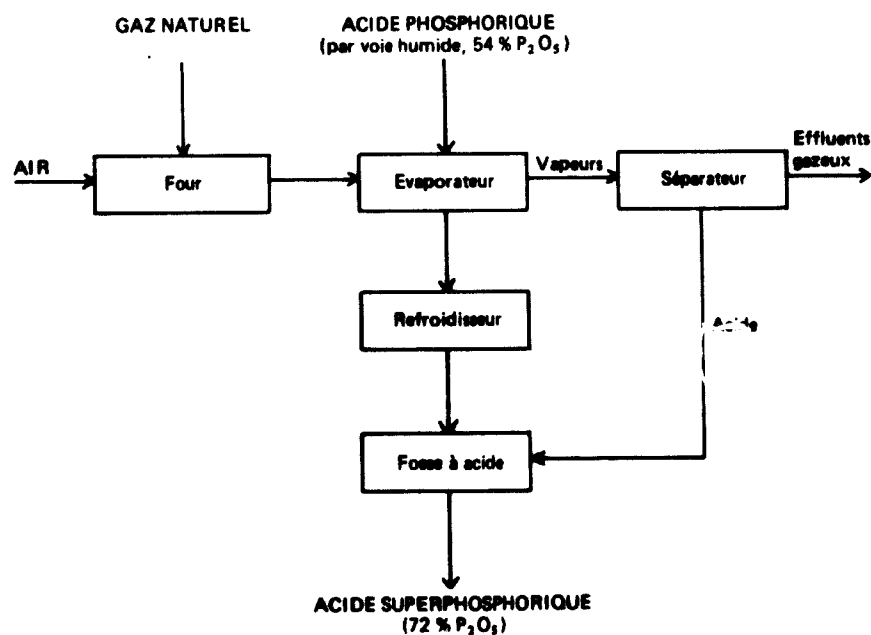 GAZ NATUREL
ACIDE PHOSPHORIQUE
(par voie humide, 54 % P₂O₅)
AIR
Four
Evaporateur
Vapeurs
Séparateur
Effluents
gazeux
Refroidisseur
Acide
Fosse à acide
ACIDE SUPERPHOSPHORIQUE
(72 % P₂O₅)